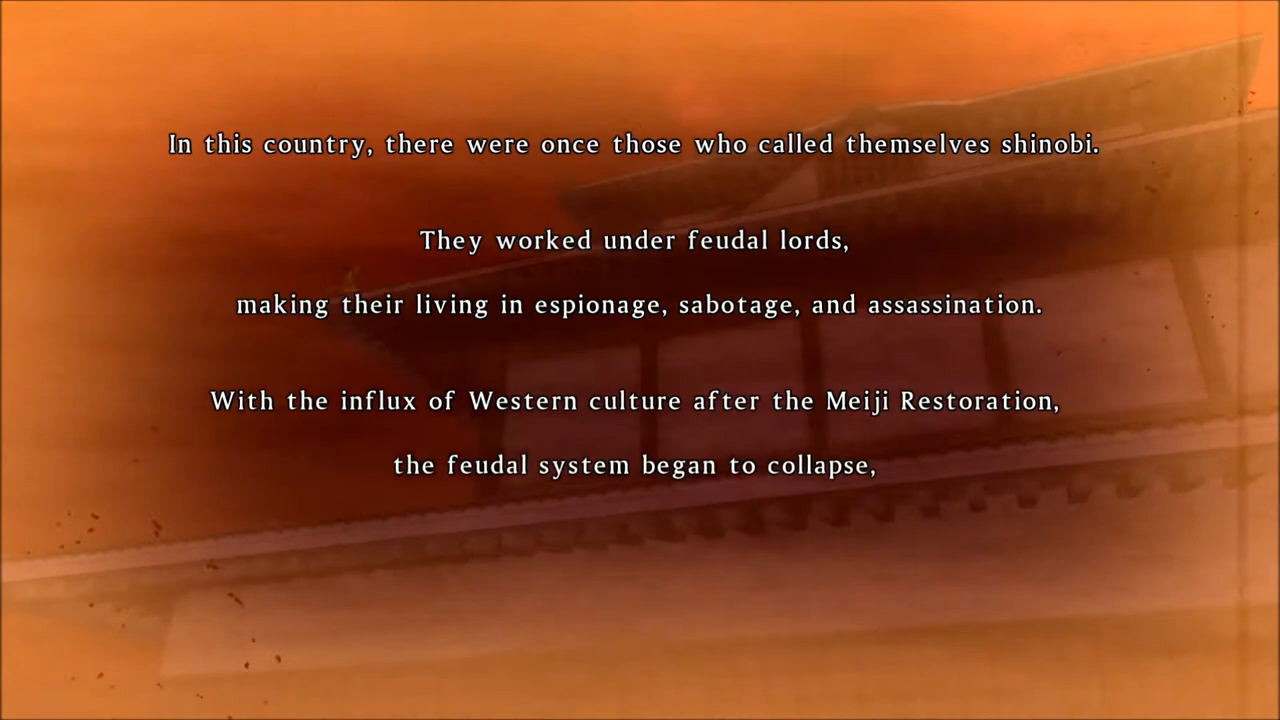 In this country, there were once those who called themselves shinobi.
They worked under feudal lords,
making their living in espionage, sabotage, and assassination.
With the influx of Western culture after the Meiji Restoration,
the feudal system began to collapse,